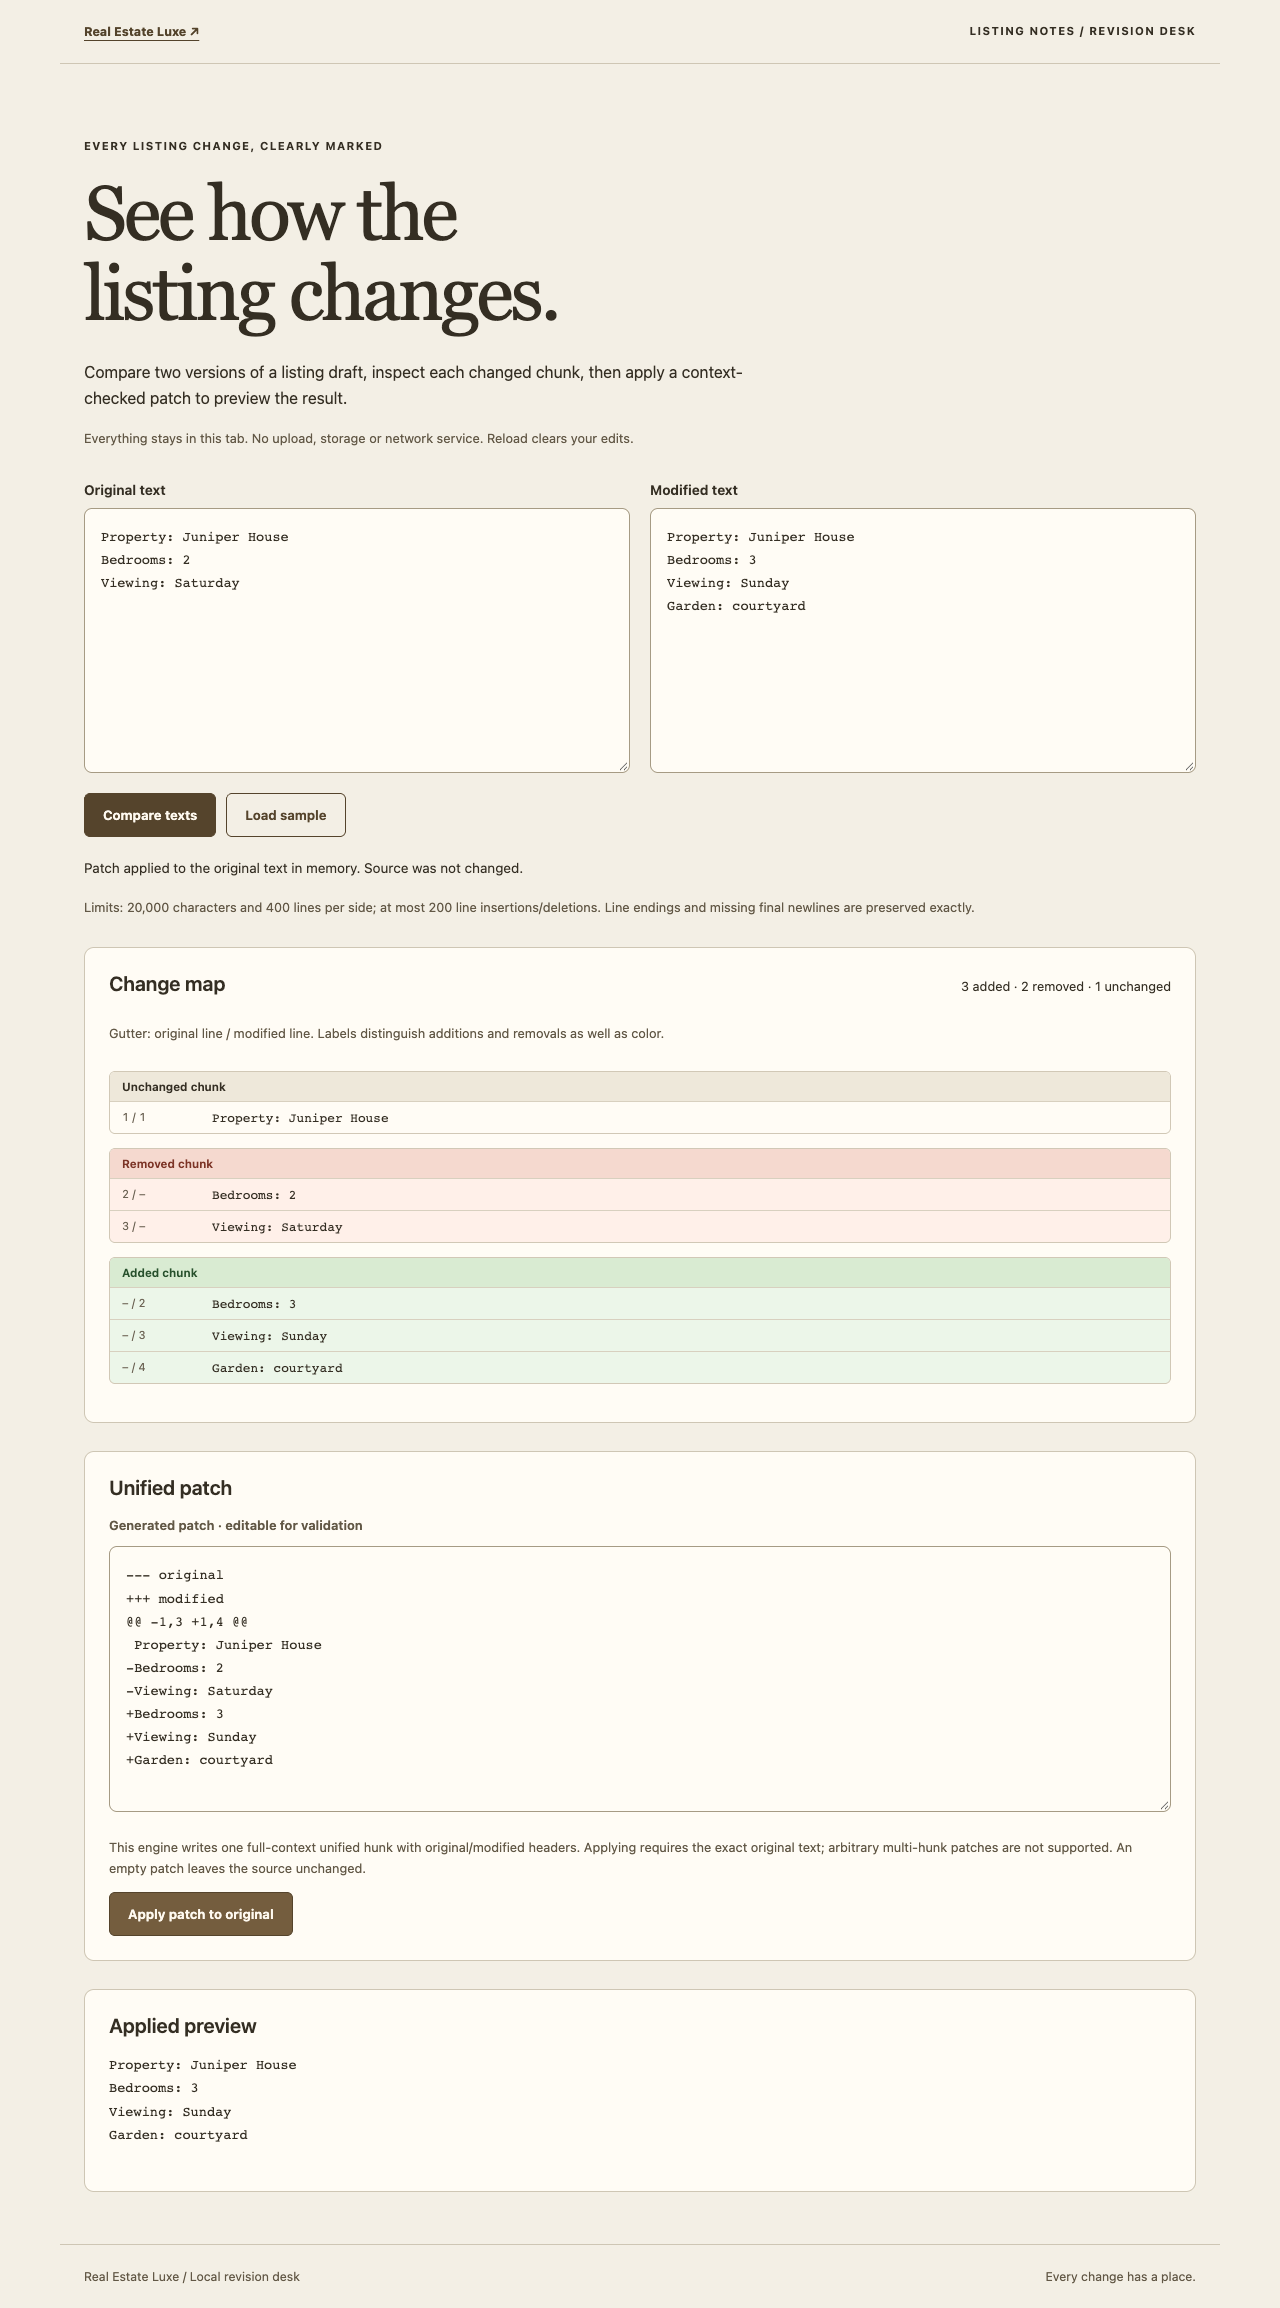 Real Estate Luxe ↗
LISTING NOTES / REVISION DESK
EVERY LISTING CHANGE, CLEARLY MARKED
See how the
listing changes.
Compare two versions of a listing draft, inspect each changed chunk, then apply a context-
checked patch to preview the result.
Everything stays in this tab. No upload, storage or network service. Reload clears your edits.
Original text
Property: Juniper House
Bedrooms: 2
Viewing: Saturday
Modified text
Property: Juniper House
Bedrooms: 3
Viewing: Sunday
Garden: courtyard
Compare texts
Load sample
Patch applied to the original text in memory. Source was not changed.
Limits: 20,000 characters and 400 lines per side; at most 200 line insertions/deletions. Line endings and missing final newlines are preserved exactly.
Change map
3 added · 2 removed · 1 unchanged
Gutter: original line / modified line. Labels distinguish additions and removals as well as color.
Unchanged chunk
1 / 1 Property: Juniper House
Removed chunk
2 / – Bedrooms: 2
3 / – Viewing: Saturday
Added chunk
– / 2 Bedrooms: 3
– / 3 Viewing: Sunday
– / 4 Garden: courtyard
Unified patch
Generated patch · editable for validation
--- original
+++ modified
@@ -1,3 +1,4 @@
 Property: Juniper House
-Bedrooms: 2
-Viewing: Saturday
+Bedrooms: 3
+Viewing: Sunday
+Garden: courtyard
This engine writes one full-context unified hunk with original/modified headers. Applying requires the exact original text; arbitrary multi-hunk patches are not supported. An
empty patch leaves the source unchanged.
Apply patch to original
Applied preview
Property: Juniper House
Bedrooms: 3
Viewing: Sunday
Garden: courtyard
Real Estate Luxe / Local revision desk
Every change has a place.